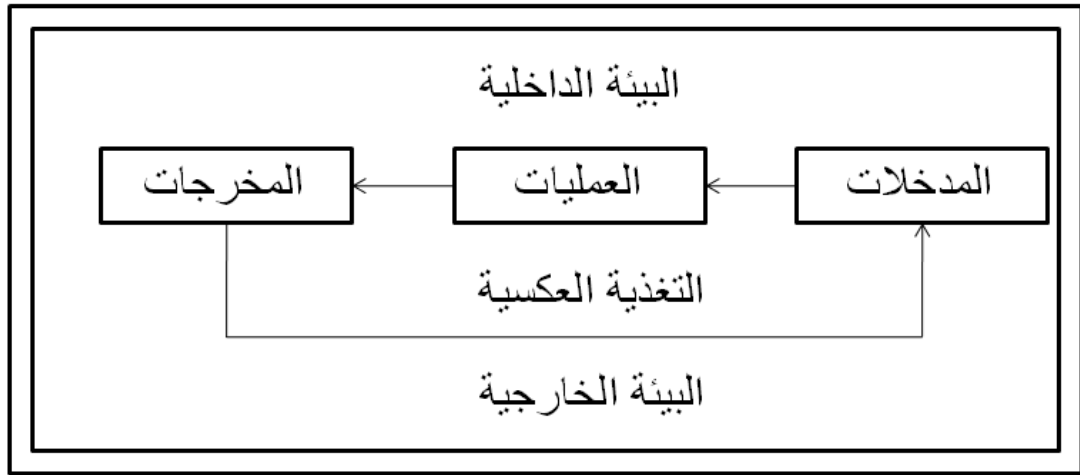 البيئة الداخلية
المدخلات
العمليات
المخرجات
التغذية العكسية
البيئة الخارجية